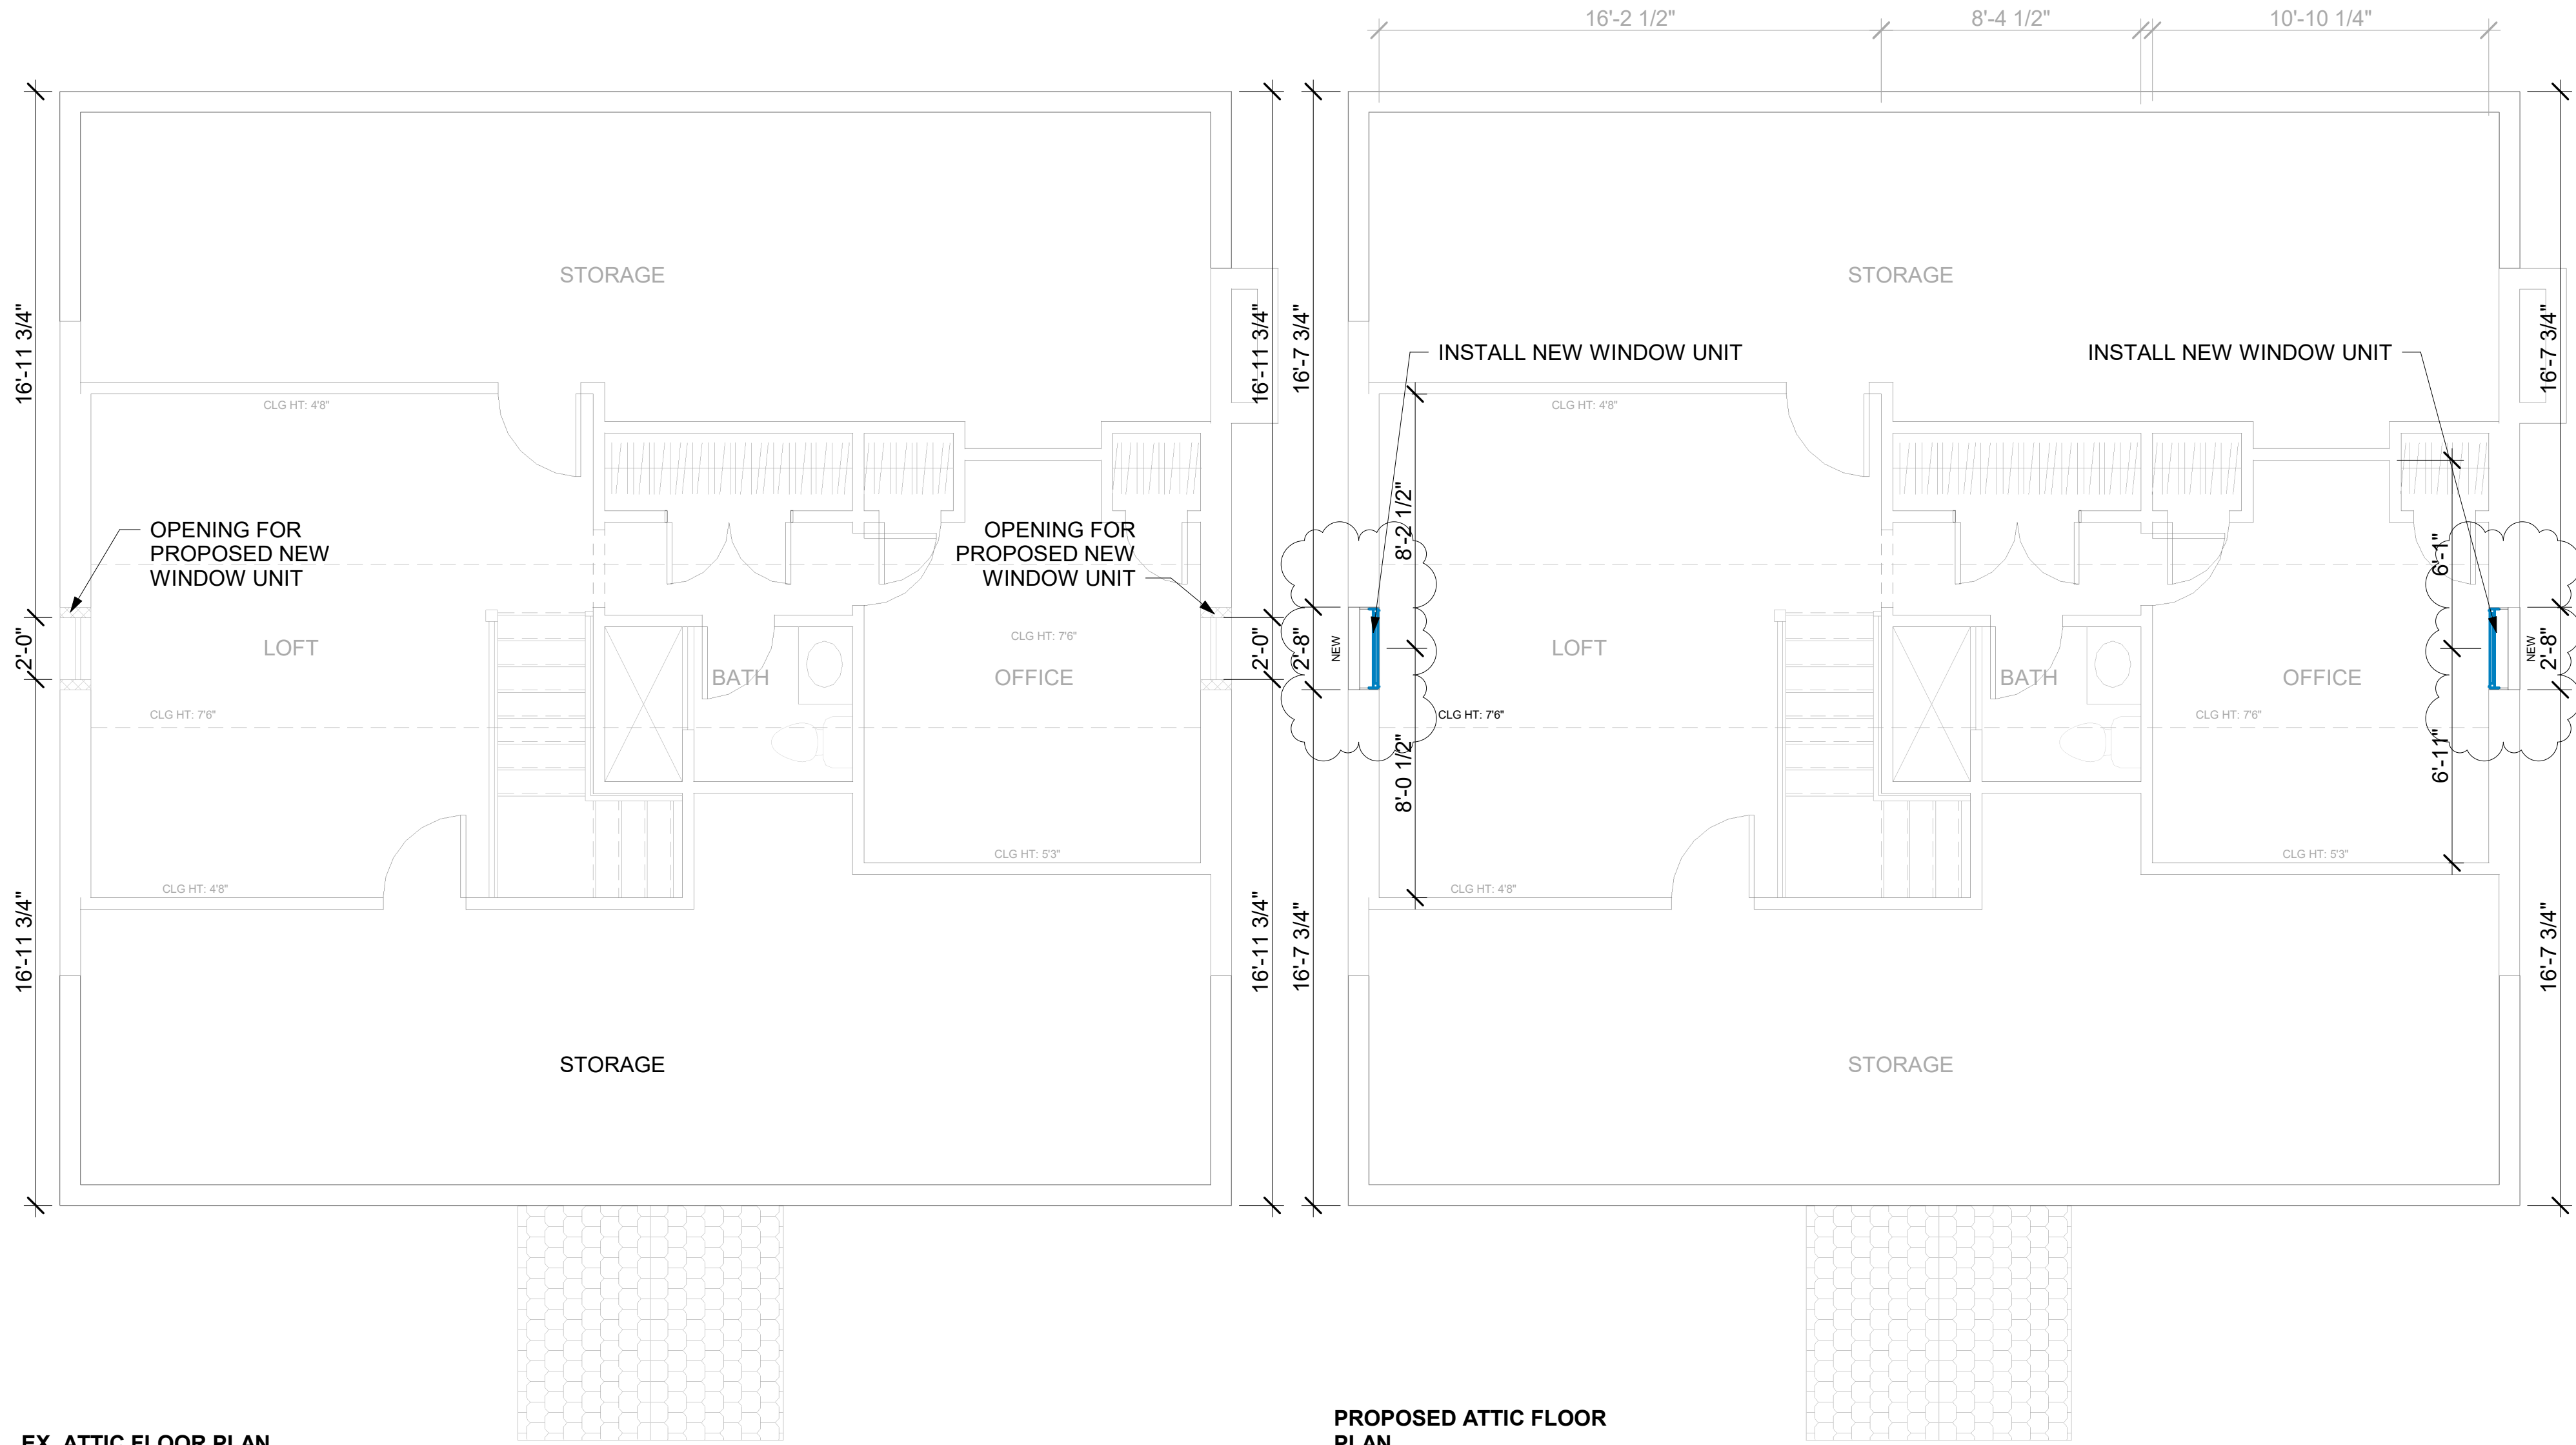 16'-2 1/2"
8'-4 1/2"
10'-10 1/4"
16'-11 3/4"
2'-0"
16'-11 3/4"
STORAGE
CLG HT: 4'8"
OPENING FOR
PROPOSED NEW
WINDOW UNIT
OPENING FOR
PROPOSED NEW
WINDOW UNIT
LOFT
BATH
CLG HT: 7'6"
OFFICE
CLG HT: 7'6"
CLG HT: 5'3"
CLG HT: 4'8"
STORAGE
16'-11 3/4"
2'-0"
16'-11 3/4"
EX. ATTIC FLOOR PLAN
16'-7 3/4"
2'-8"
16'-7 3/4"
NEW
STORAGE
INSTALL NEW WINDOW UNIT
INSTALL NEW WINDOW UNIT
CLG HT: 4'8"
8'-2 1/2"
8'-0 1/2"
LOFT
BATH
OFFICE
CLG HT: 7'6"
CLG HT: 7'6"
6'-1"
6'-11"
CLG HT: 5'3"
CLG HT: 4'8"
STORAGE
NEW
16'-7 3/4"
2'-8"
16'-7 3/4"
PROPOSED ATTIC FLOOR
PLAN